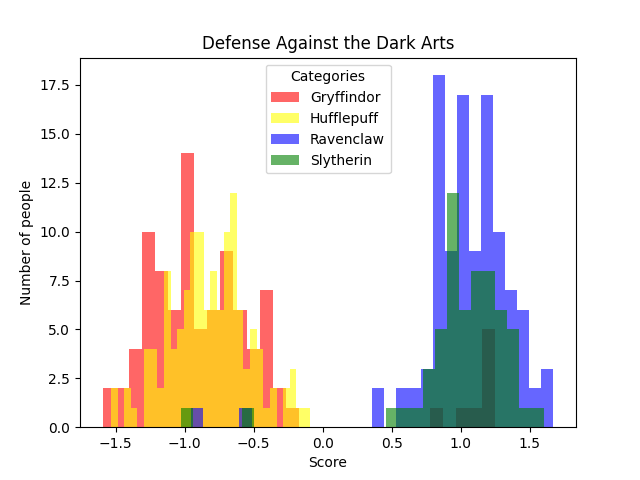 Defense Against the Dark Arts
Categories
Gryffindor
Hufflepuff
Ravenclaw
Slytherin
Number of people
17.5
15.0
12.5
10.0
7.5
5.0
2.5
0.0
−1.5 −1.0 −0.5 0.0 0.5 1.0 1.5
Score